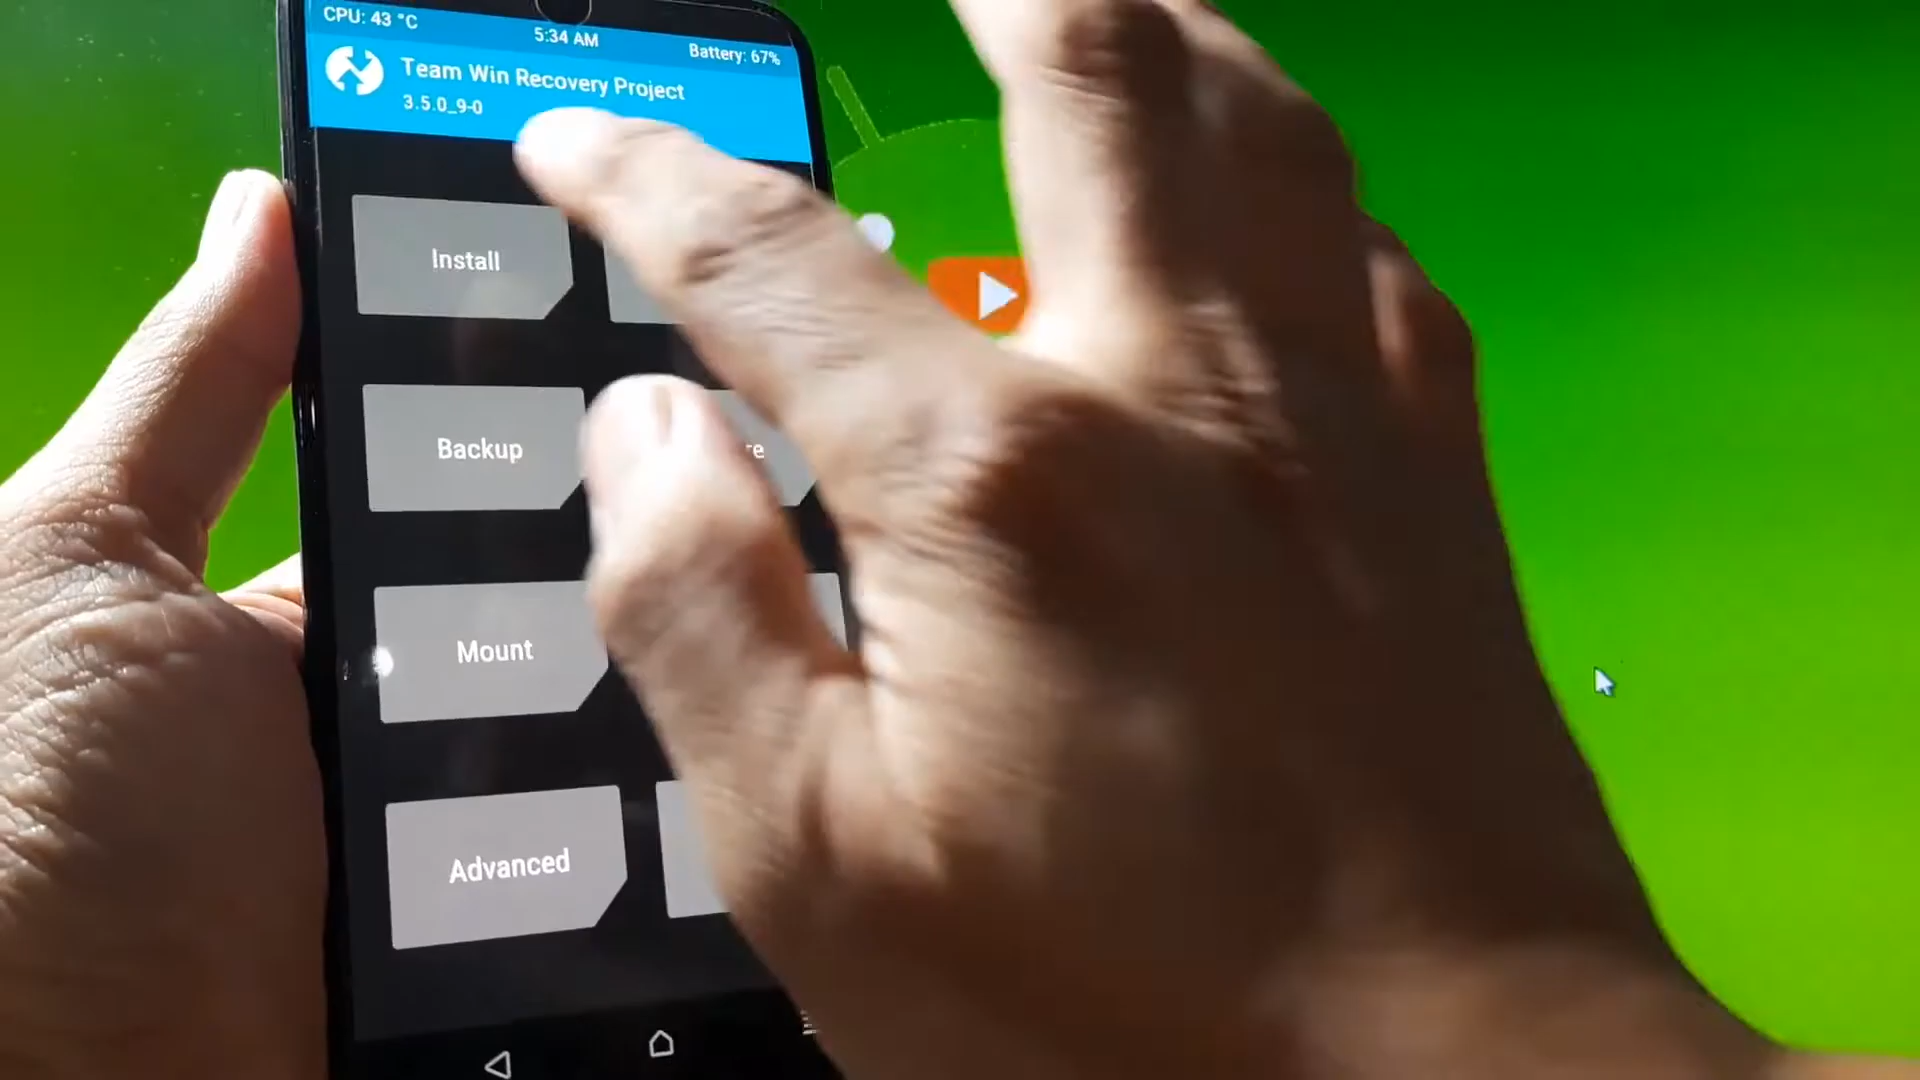 CPU: 43 °C
5:34 AM
Battery: 67%
Team Win Recovery Project
3.5.0_9-0
Install
Backup
re
Mount
Advanced